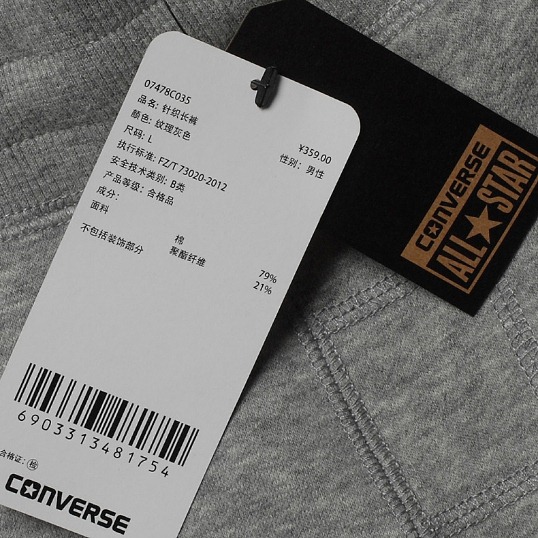 07478C035
品名: 针织长裤
颜色: 纹理灰色
¥359.00
尺码: L
性别: 男性
执行标准: FZ/T 73020-2012
安全技术类别: B类
产品等级: 合格品
成分:
面料
棉 79%
聚酯纤维 21%
不包括装饰部分
6903313481754
合格证: 检
CONVERSE
CONVERSE
ALL STAR